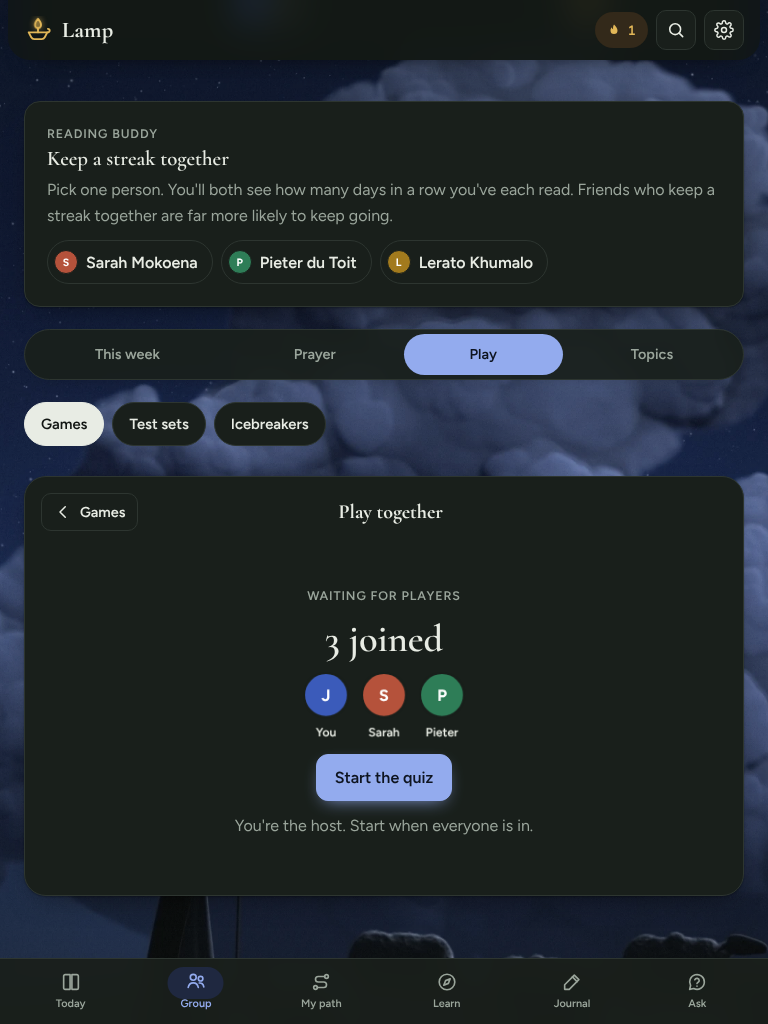 Lamp
1
READING BUDDY
Keep a streak together
Pick one person. You'll both see how many days in a row you've each read. Friends who keep a
streak together are far more likely to keep going.
S Sarah Mokoena
P Pieter du Toit
L Lerato Khumalo
This week Prayer Play Topics
Games Test sets Icebreakers
Games Play together
WAITING FOR PLAYERS
3 joined
J S P
You Sarah Pieter
Start the quiz
You're the host. Start when everyone is in.
Today Group My path Learn Journal Ask